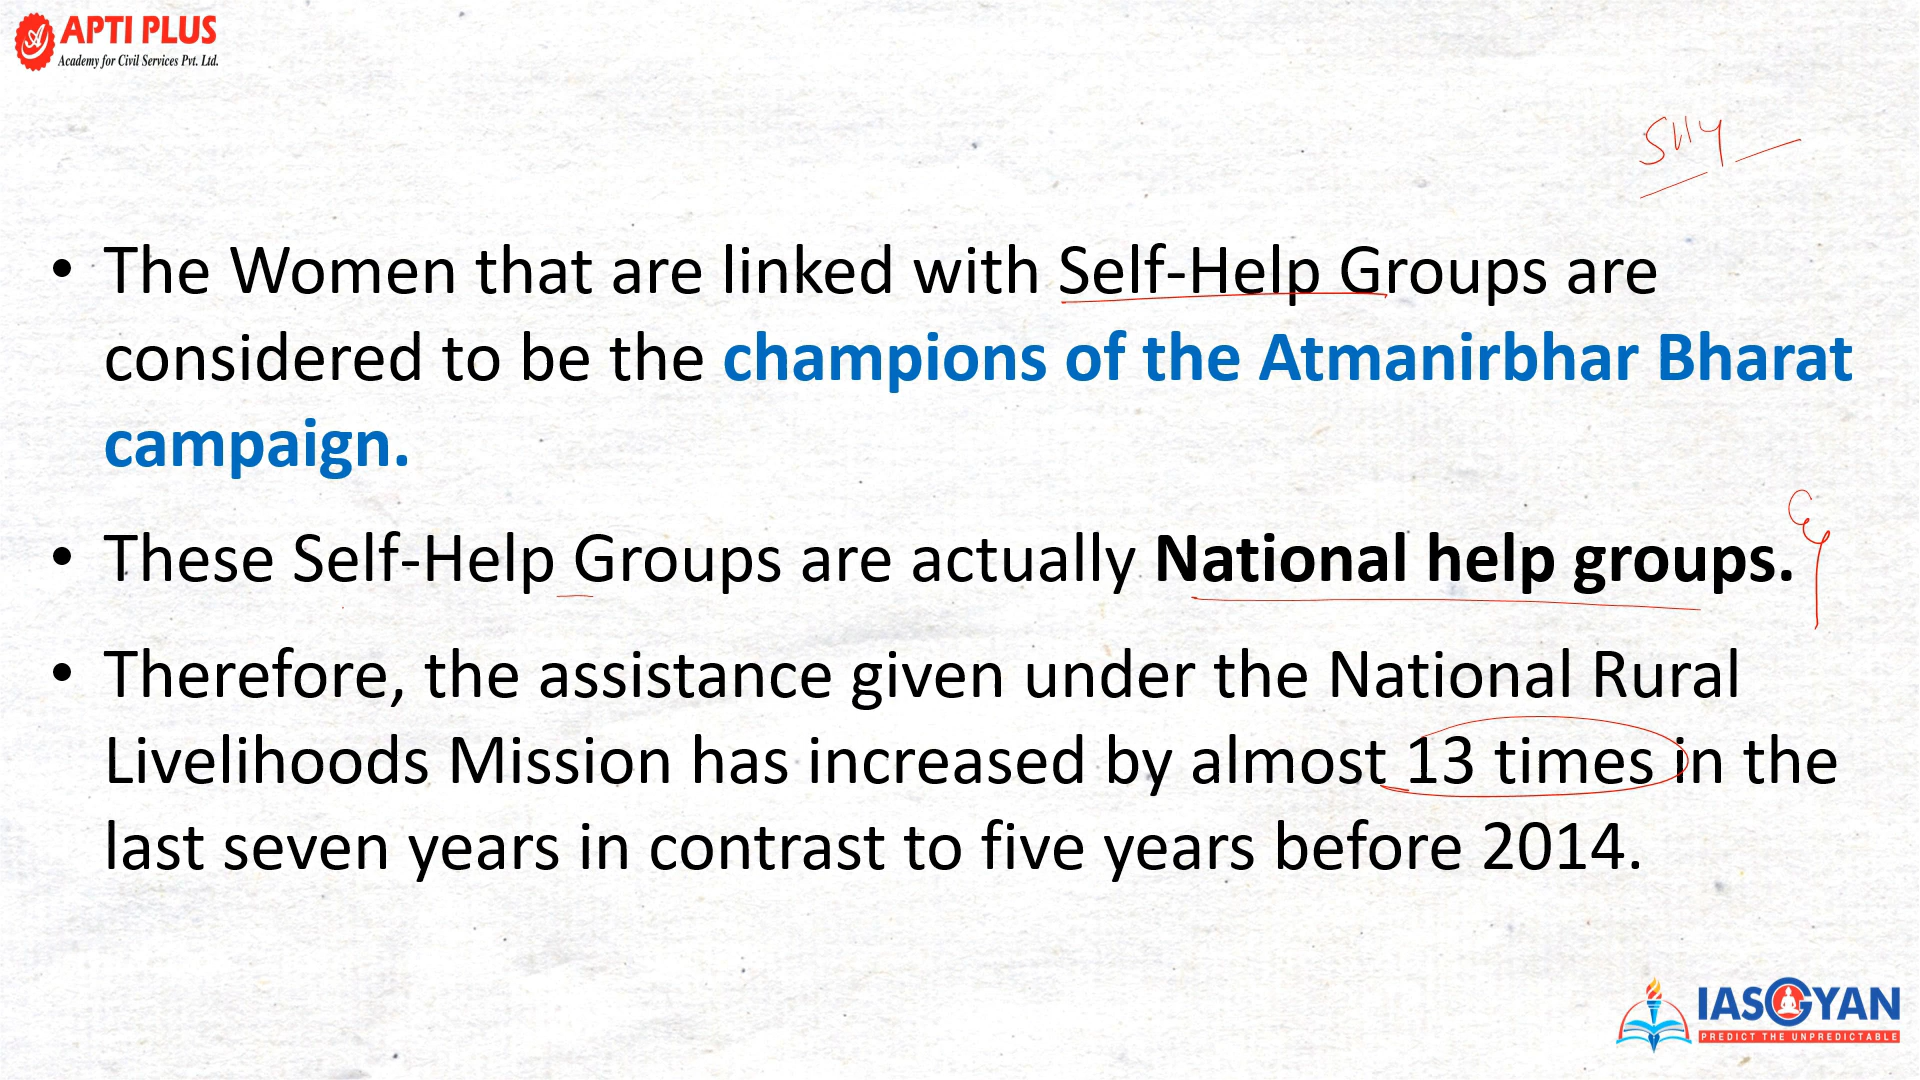 APTI PLUS
Academy for Civil Services Pvt. Ltd.
• The Women that are linked with Self-Help Groups are
considered to be the champions of the Atmanirbhar Bharat
campaign.
• These Self-Help Groups are actually National help groups.
• Therefore, the assistance given under the National Rural
Livelihoods Mission has increased by almost 13 times in the
last seven years in contrast to five years before 2014.
IASGYAN
PREDICT THE UNPREDICTABLE